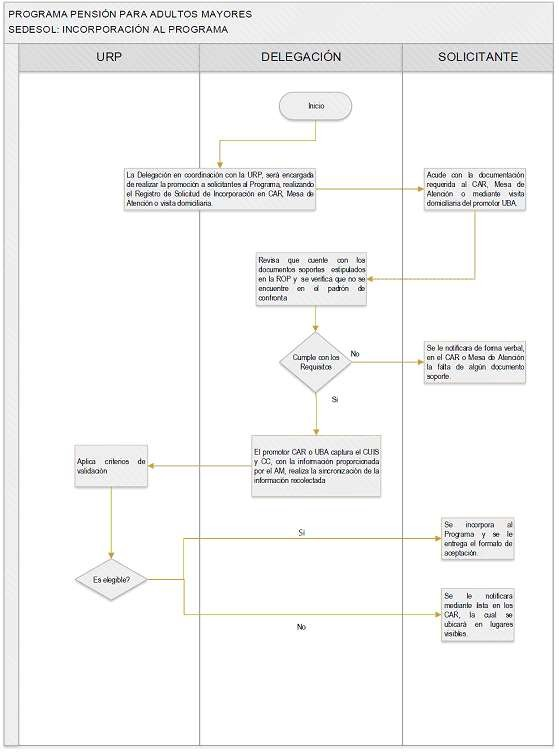 PROGRAMA PENSIÓN PARA ADULTOS MAYORES
SEDESOL: INCORPORACIÓN AL PROGRAMA
URP
DELEGACIÓN
SOLICITANTE
Inicio
La Delegación en coordinación con la URP, será encargada
de realizar la promoción a solicitantes al Programa, realizando
el Registro de Solicitud de Incorporación en CAR, Mesa de
Atención o visita domiciliaria.
Acude con la documentación
requerida al CAR, Mesa de
Atención o mediante visita
domiciliaria del promotor UBA.
Revisa que cuente con los
documentos soportes estipulados
en la ROP y se verifica que no se
encuentre en el padrón de
confronta
Cumple con los
Requisitos
No
Se le notificara de forma verbal,
en el CAR o Mesa de Atención
la falta de algún documento
soporte.
Si
El promotor CAR o UBA captura el CUIS
y CC, con la información proporcionada
por el AM, realiza la sincronización de la
información recolectada
Aplica criterios de
validación
Si
Se incorpora al
Programa y se le
entrega el formato de
aceptación.
Es elegible?
Se le notificara
mediante lista en los
CAR, la cual se
ubicará en lugares
visibles.
No